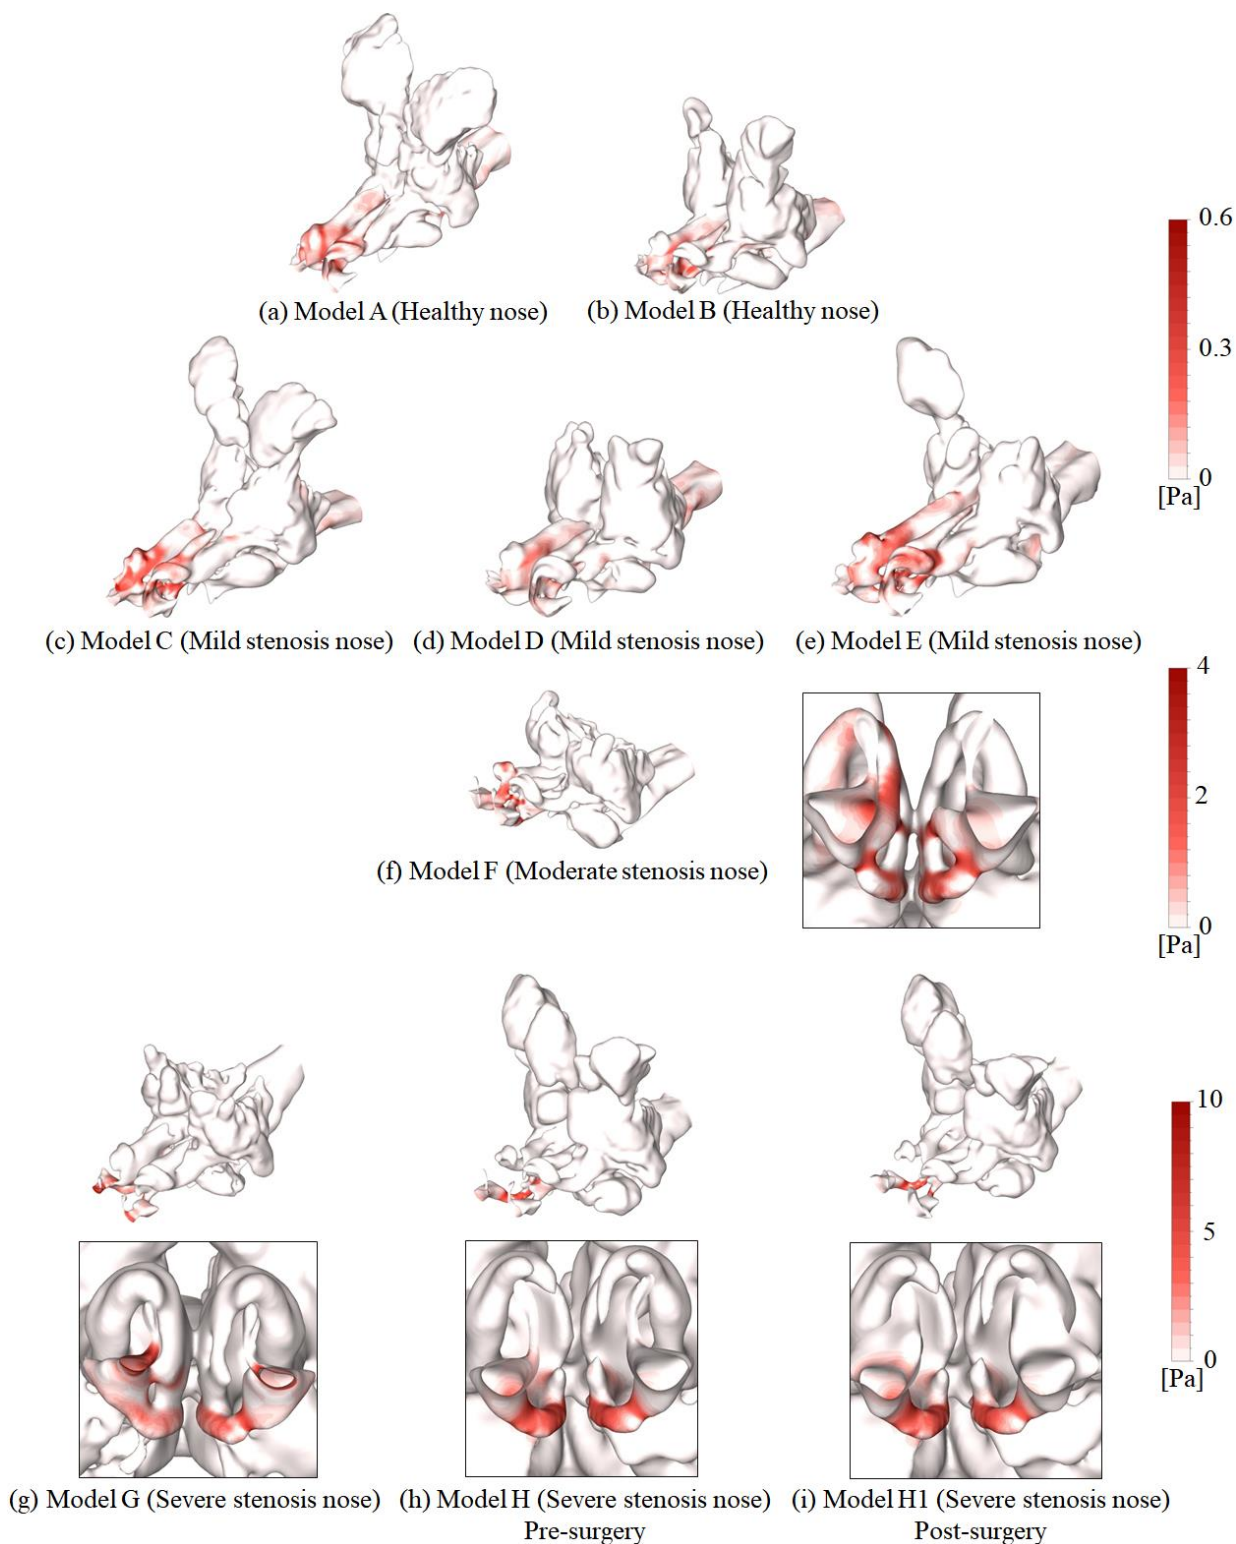 0.6
(a) Model A (Healthy nose)
(b) Model B (Healthy nose)
0.3
0
[Pa]
(c) Model C (Mild stenosis nose)
(d) Model D (Mild stenosis nose)
(e) Model E (Mild stenosis nose)
4
2
(f) Model F (Moderate stenosis nose)
0
[Pa]
10
5
0
[Pa]
(g) Model G (Severe stenosis nose)
(h) Model H (Severe stenosis nose)
Pre-surgery
(i) Model H1 (Severe stenosis nose)
Post-surgery